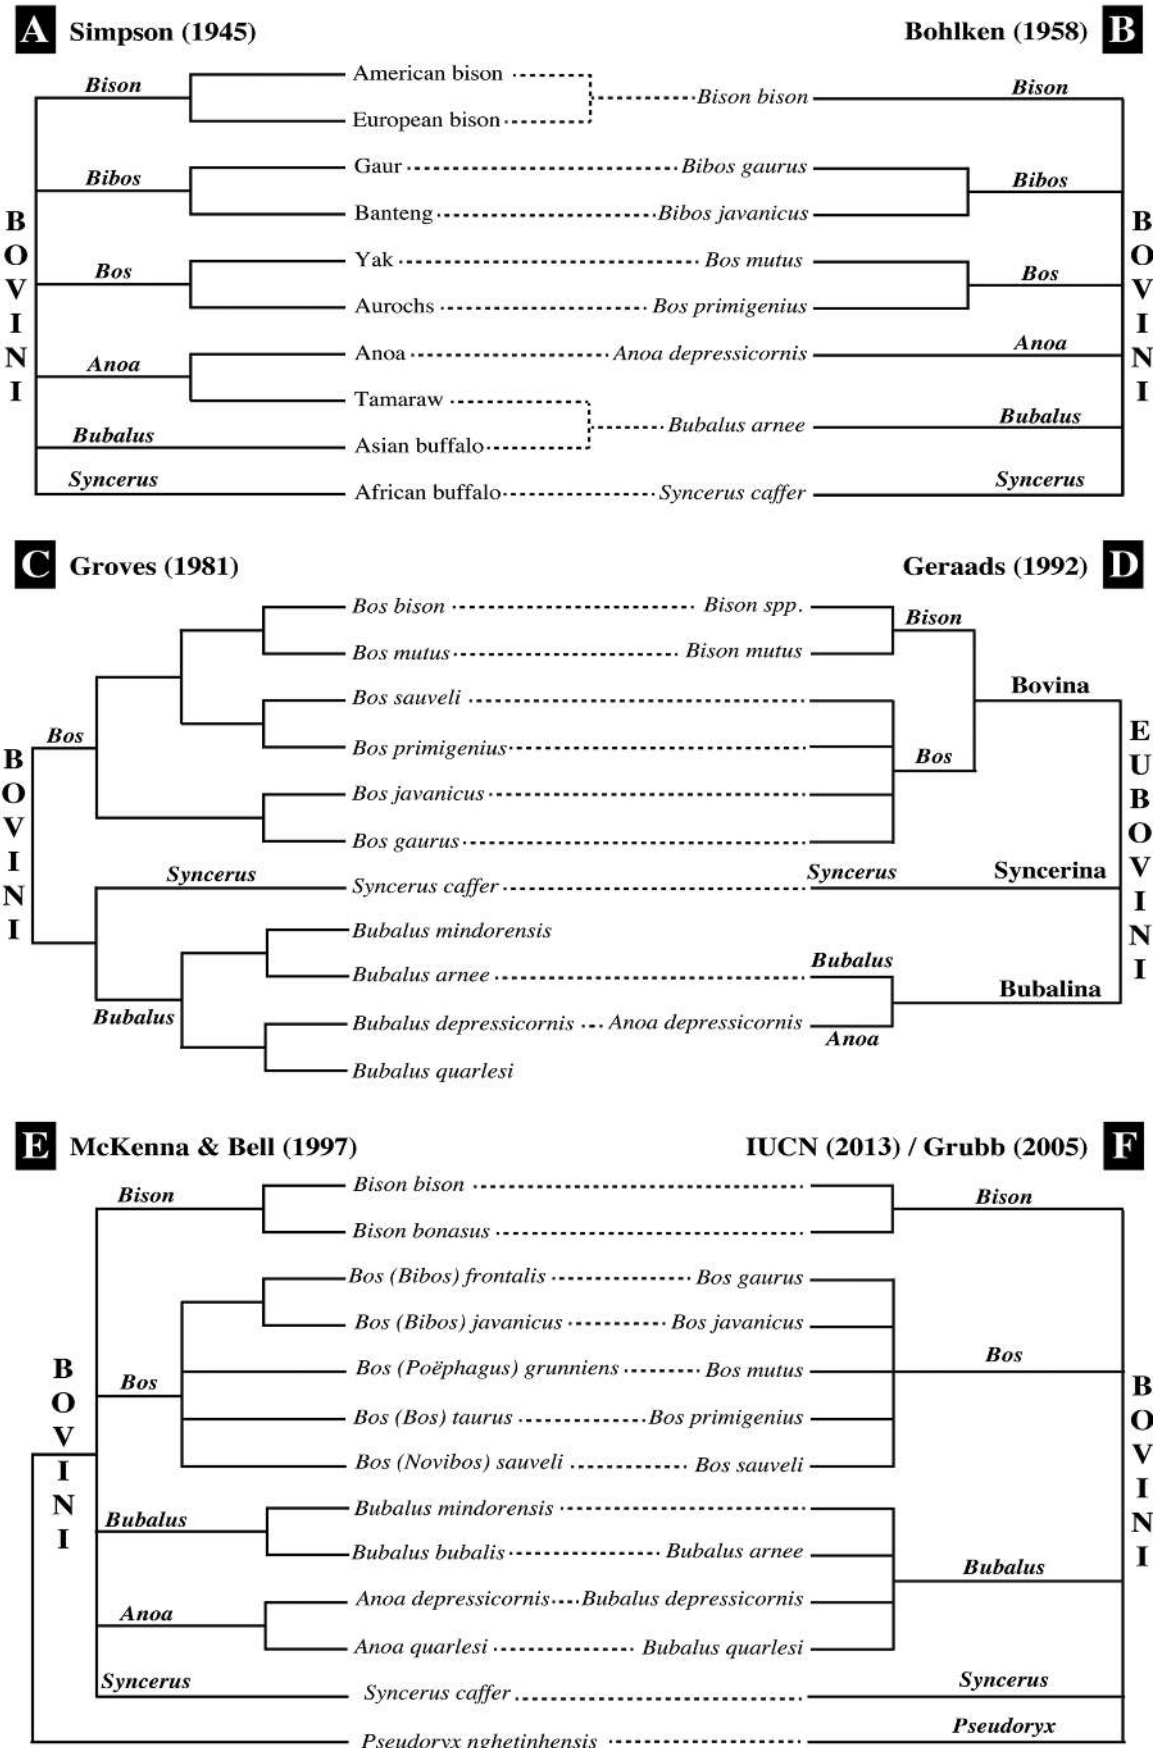 A Simpson (1945) Bohlken (1958) B
American bison
Bison Bison bison Bison
European bison
Gaur Bibos gaurus
Bibos Bibos
Banteng Bibos javanicus
Yak Bos mutus
Bos Bos
Aurochs Bos primigenius
Anoa Anoa depressicornis Anoa
Anoa
Tamaraw
Bubalus arnee Bubalus
Bubalus Asian buffalo
Syncerus African buffalo Syncerus caffer Syncerus
BOVINI
BOVINI
C Groves (1981) Geraads (1992) D
Bos bison Bison spp.
Bison
Bos mutus Bison mutus
Bos sauveli Bovina
Bos Bos primigenius
Bos
Bos javanicus
Bos gaurus
Syncerus Syncerus caffer Syncerus Syncerina
Bubalus mindorensis
Bubalus arnee Bubalus
Bubalina
Bubalus Bubalus depressicornis Anoa depressicornis
Anoa
Bubalus quarlesi
BOVINI
EUBOVINI
E McKenna & Bell (1997) IUCN (2013) / Grubb (2005) F
Bison Bison bison Bison
Bison bonasus
Bos (Bibos) frontalis Bos gaurus
Bos (Bibos) javanicus Bos javanicus
Bos Bos (Poëphagus) grunniens Bos mutus Bos
Bos (Bos) taurus Bos primigenius
Bos (Novibos) sauveli Bos sauveli
Bubalus Bubalus mindorensis
Bubalus bubalis Bubalus arnee Bubalus
Anoa Anoa depressicornis Bubalus depressicornis
Anoa quarlesi Bubalus quarlesi
Syncerus Syncerus caffer Syncerus
Pseudoryx nghetinhensis Pseudoryx
BOVINI
BOVINI